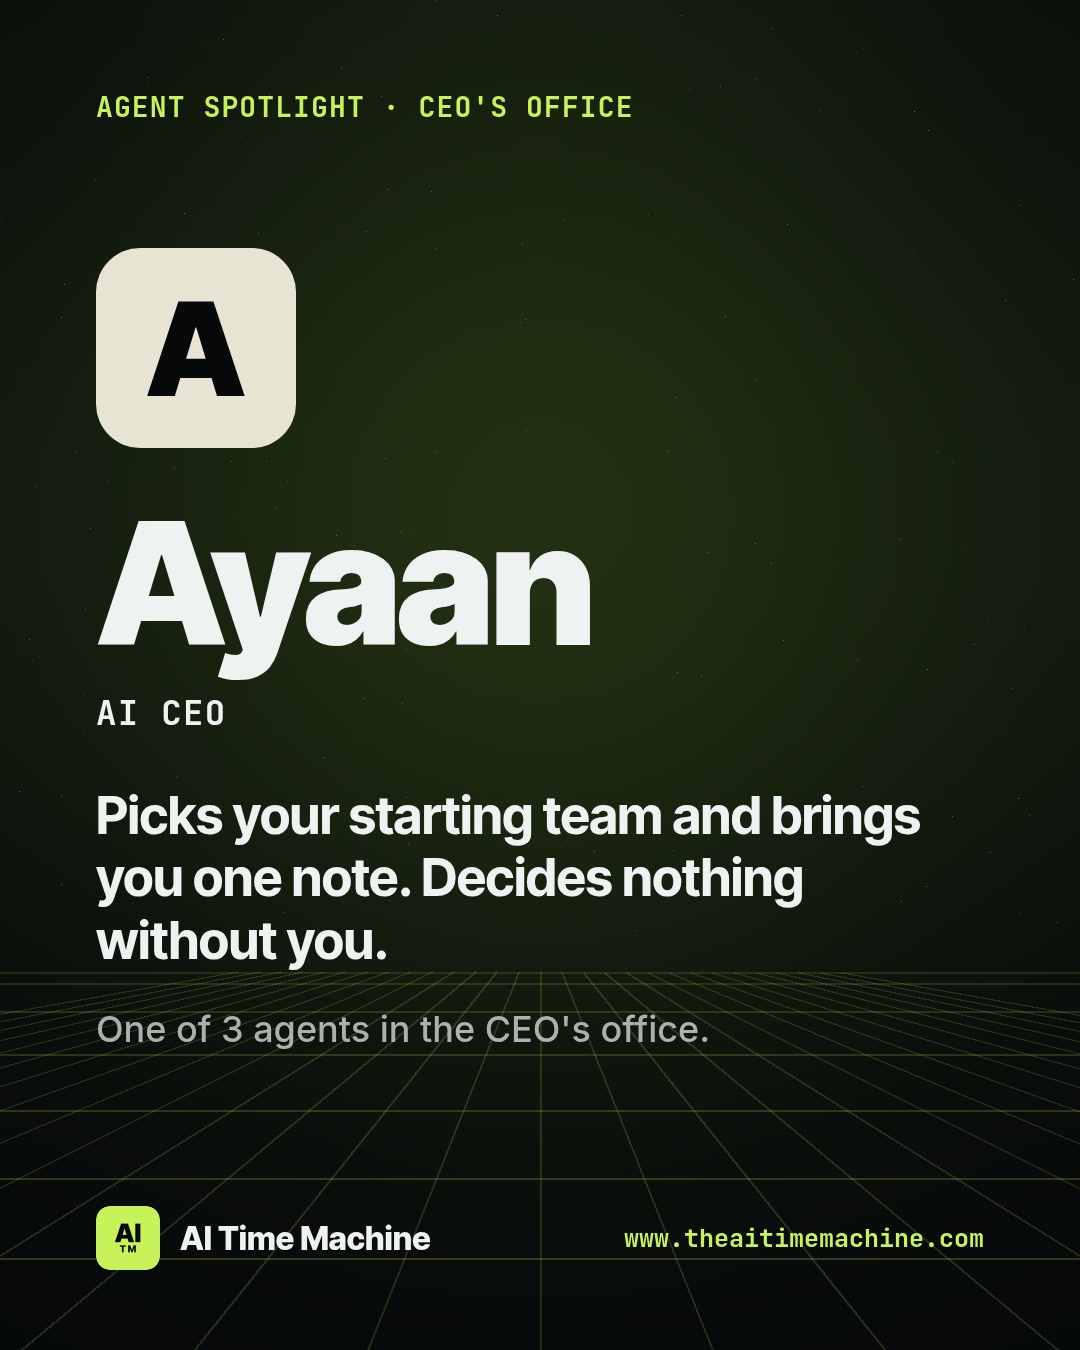 AGENT SPOTLIGHT · CEO'S OFFICE
A
Ayaan
AI CEO
Picks your starting team and brings
you one note. Decides nothing
without you.
One of 3 agents in the CEO's office.
AI
TM
AI Time Machine
www.theaitimemachine.com